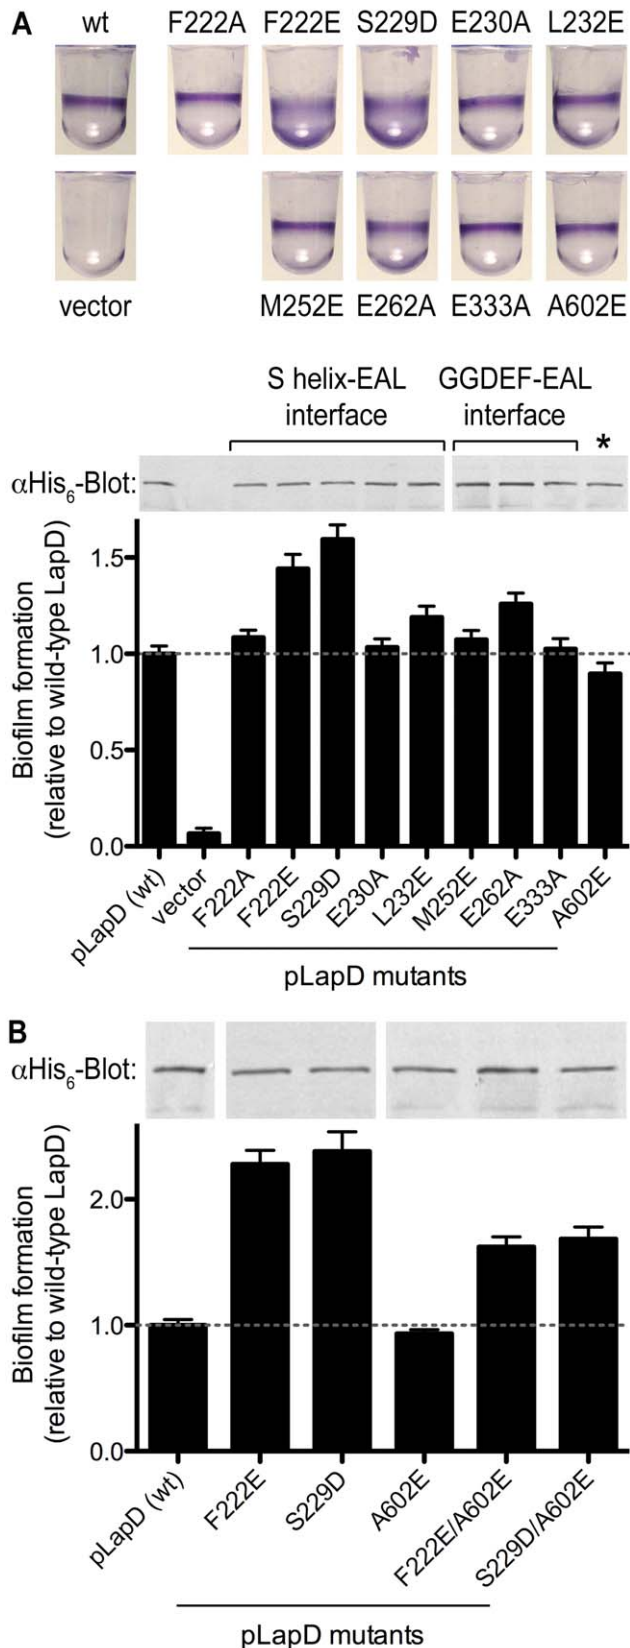 A
wt F222A F222E S229D E230A L232E
vector M252E E262A E333A A602E
S helix-EAL interface
GGDEF-EAL interface
*
αHis6-Blot:
Biofilm formation
(relative to wild-type LapD)
1.5
1.0
0.5
0.0
pLapD (wt)
vector
F222A
F222E
S229D
E230A
L232E
M252E
E262A
E333A
A602E
pLapD mutants
B
αHis6-Blot:
Biofilm formation
(relative to wild-type LapD)
2.0
1.0
0.0
pLapD (wt)
F222E
S229D
A602E
F222E/A602E
S229D/A602E
pLapD mutants